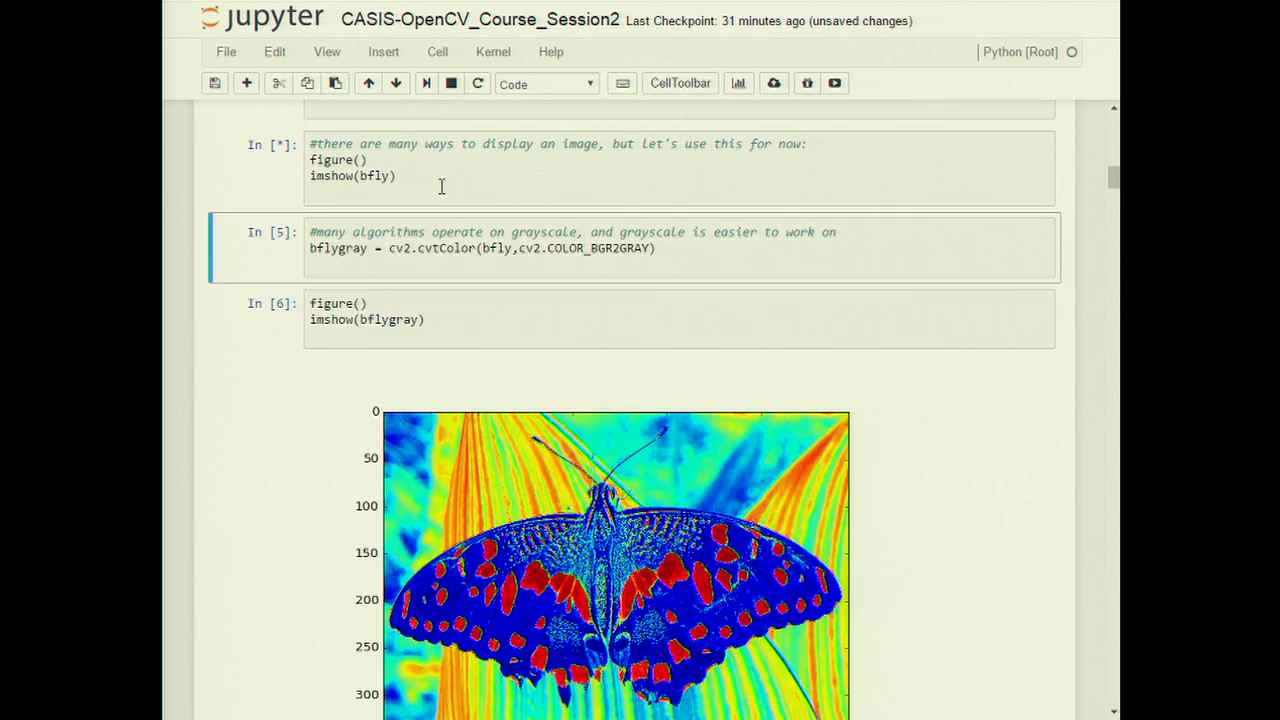 jupyter CASIS-OpenCV_Course_Session2 Last Checkpoint: 31 minutes ago (unsaved changes)
File Edit View Insert Cell Kernel Help Python [Root]
Code CellToolbar
In [*]: #there are many ways to display an image, but let's use this for now:
figure()
imshow(bfly)
In [5]: #many algorithms operate on grayscale, and grayscale is easier to work on
bflygray = cv2.cvtColor(bfly,cv2.COLOR_BGR2GRAY)
In [6]: figure()
imshow(bflygray)
0
50
100
150
200
250
300